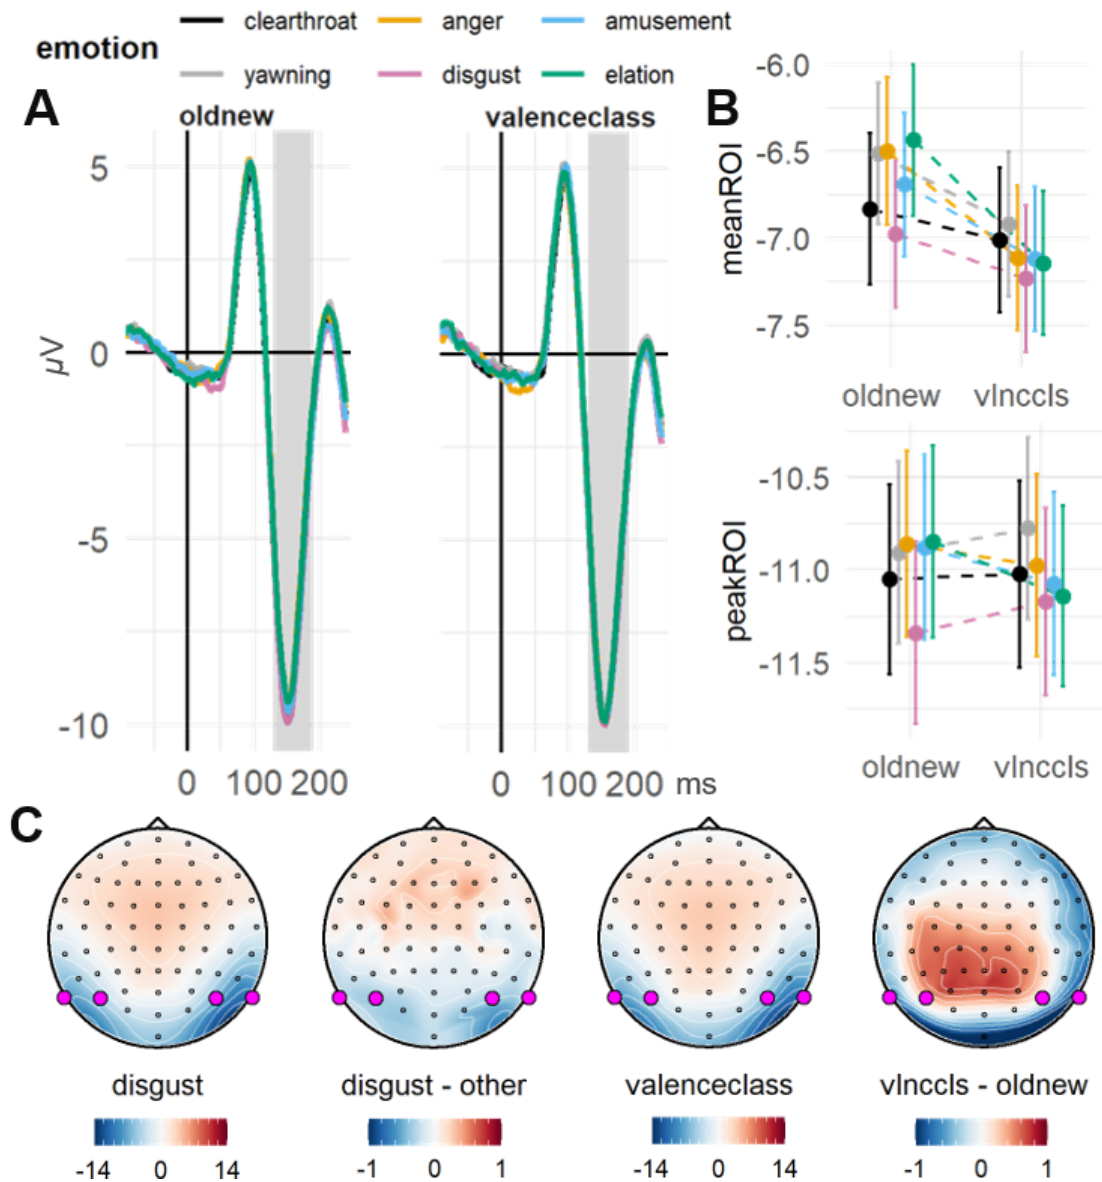 emotion
clearthroat anger amusement
yawning disgust elation
A
oldnew valenceclass
µV
5
0
-5
-10
0 100 200 0 100 200 ms
B
meanROI
-6.0
-6.5
-7.0
-7.5
oldnew vlnccls
peakROI
-10.5
-11.0
-11.5
oldnew vlnccls
C
disgust disgust - other valenceclass vlnccls - oldnew
-14 0 14 -1 0 1 -14 0 14 -1 0 1